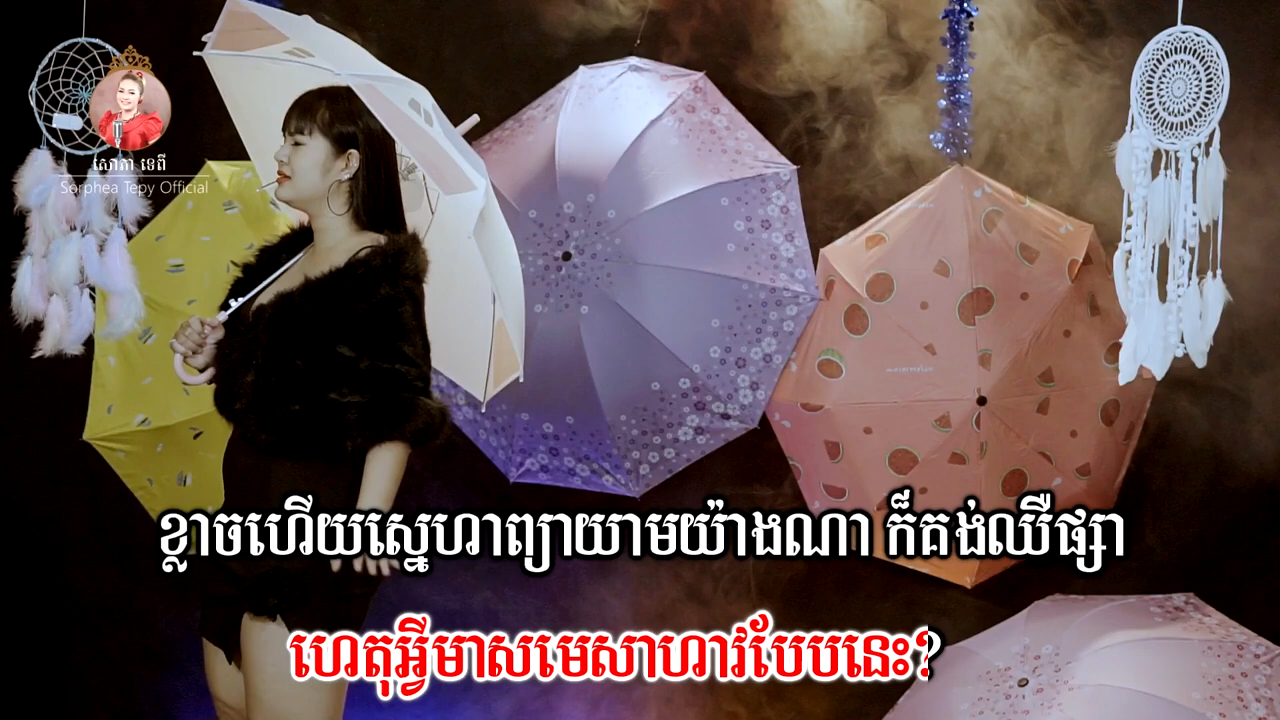 សោភា ទេពី
Sorphea Tepy Official
ខ្លាចហើយស្នេហាព្យាយាមយ៉ាងណា ក៏គង់ឈឺផ្សា
ហេតុអ្វីមាសមេសាហាវបែបនេះ?